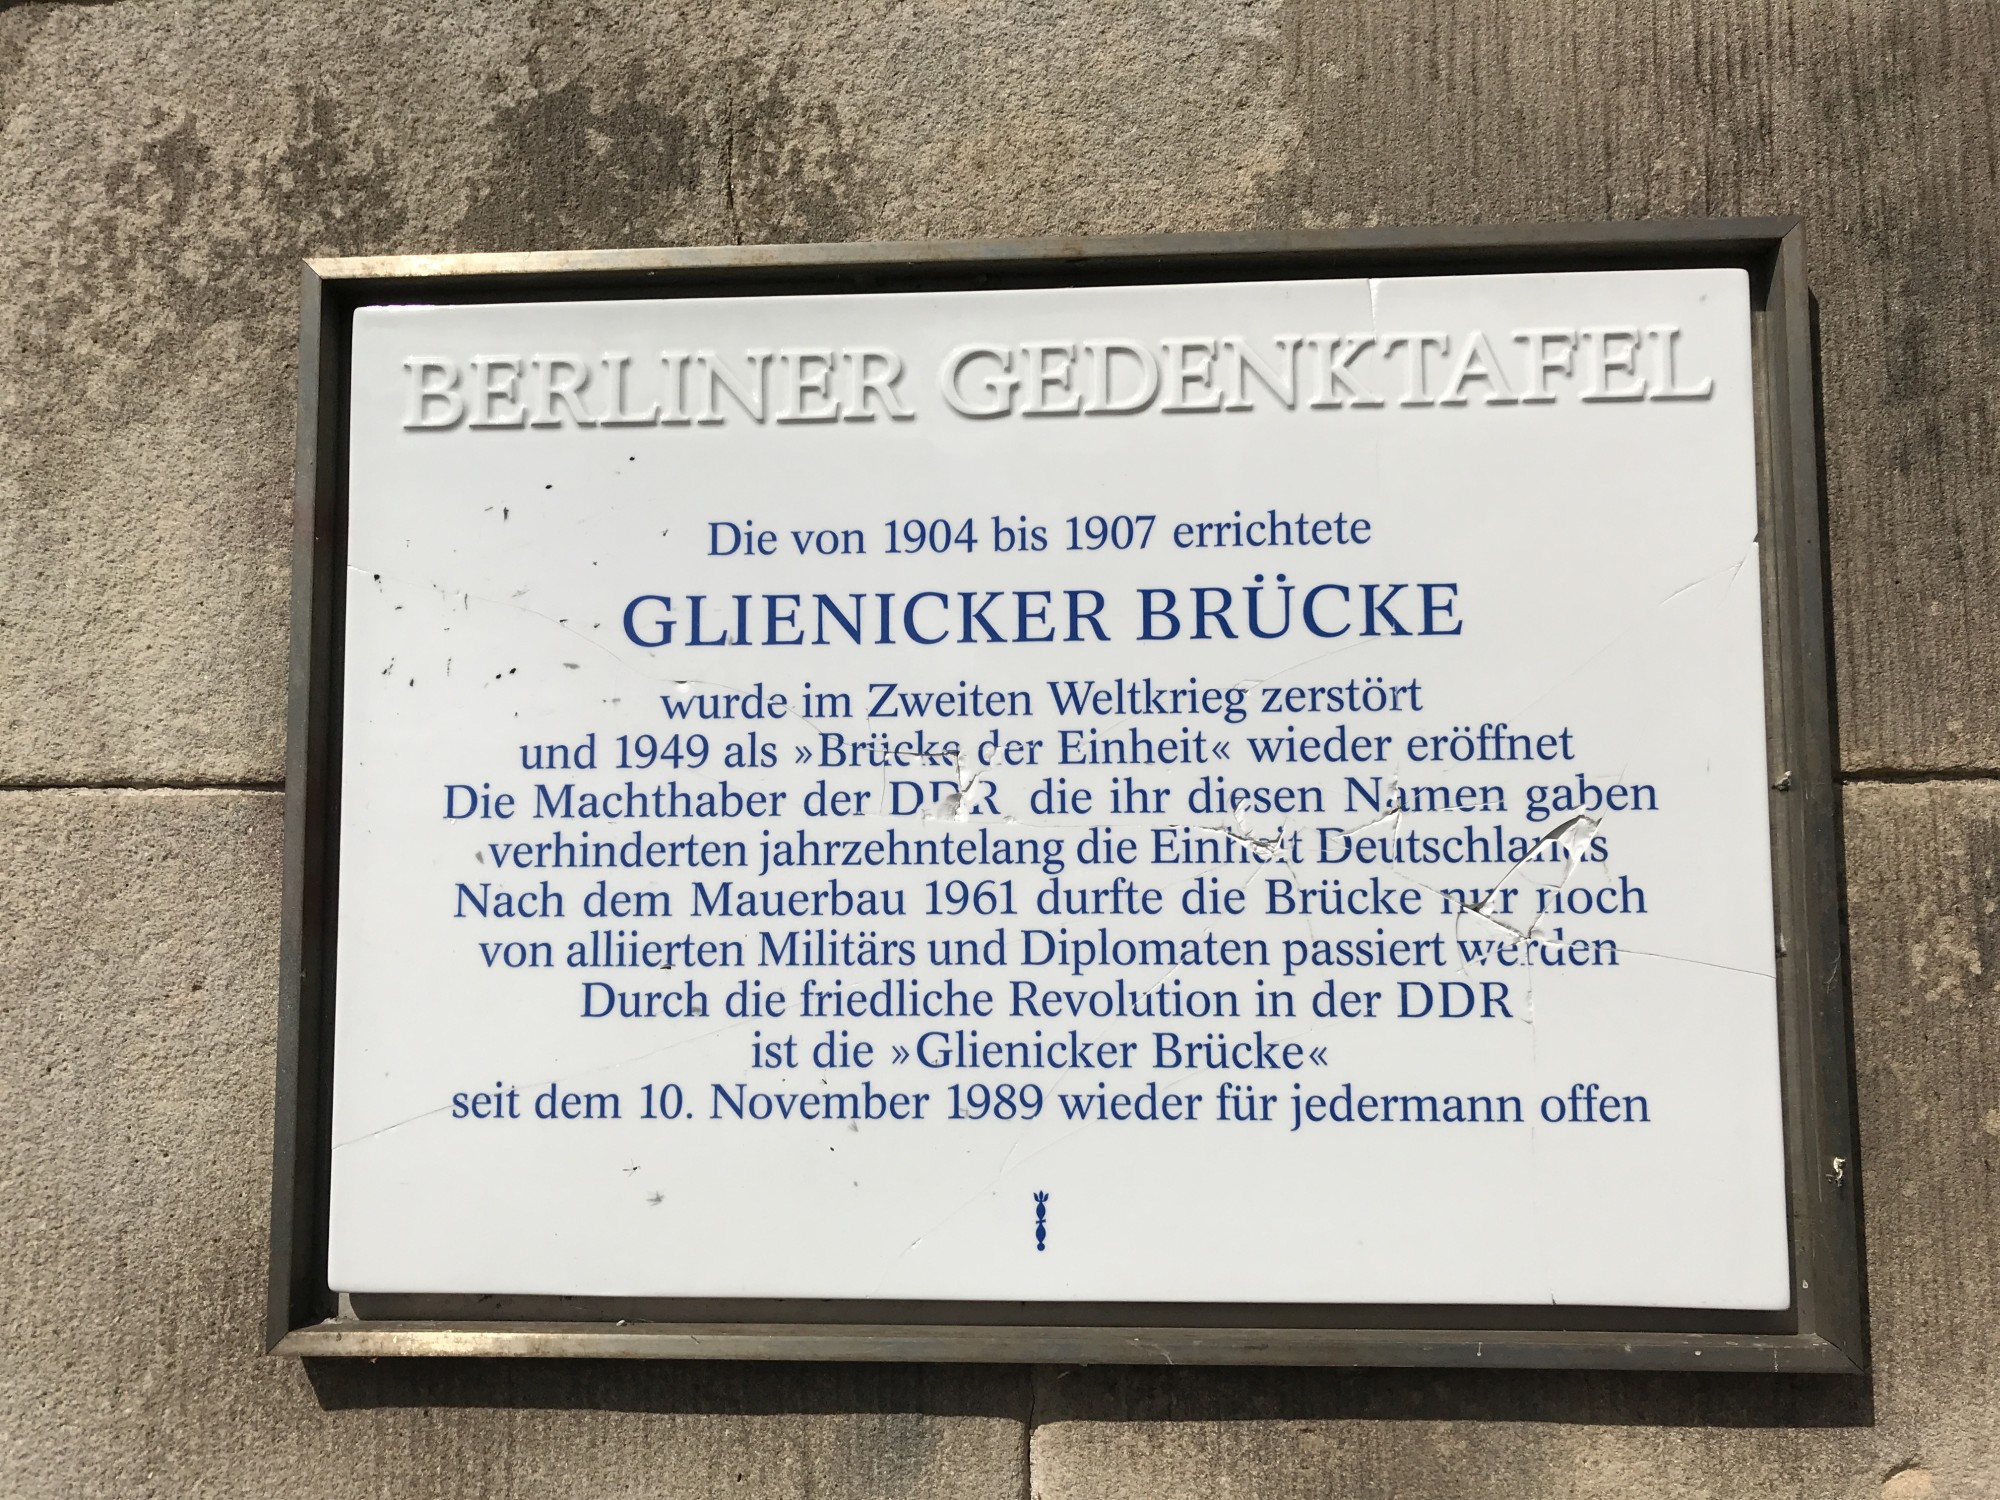 BERLINER GEDENKTAFEL
Die von 1904 bis 1907 errichtete
GLIENICKER BRÜCKE
wurde im Zweiten Weltkrieg zerstört
und 1949 als »Brücke der Einheit« wieder eröffnet
Die Machthaber der DDR die ihr diesen Namen gaben
verhinderten jahrzehntelang die Einheit Deutschlands
Nach dem Mauerbau 1961 durfte die Brücke nur noch
von alliierten Militärs und Diplomaten passiert werden
Durch die friedliche Revolution in der DDR
ist die »Glienicker Brücke«
seit dem 10. November 1989 wieder für jedermann offen